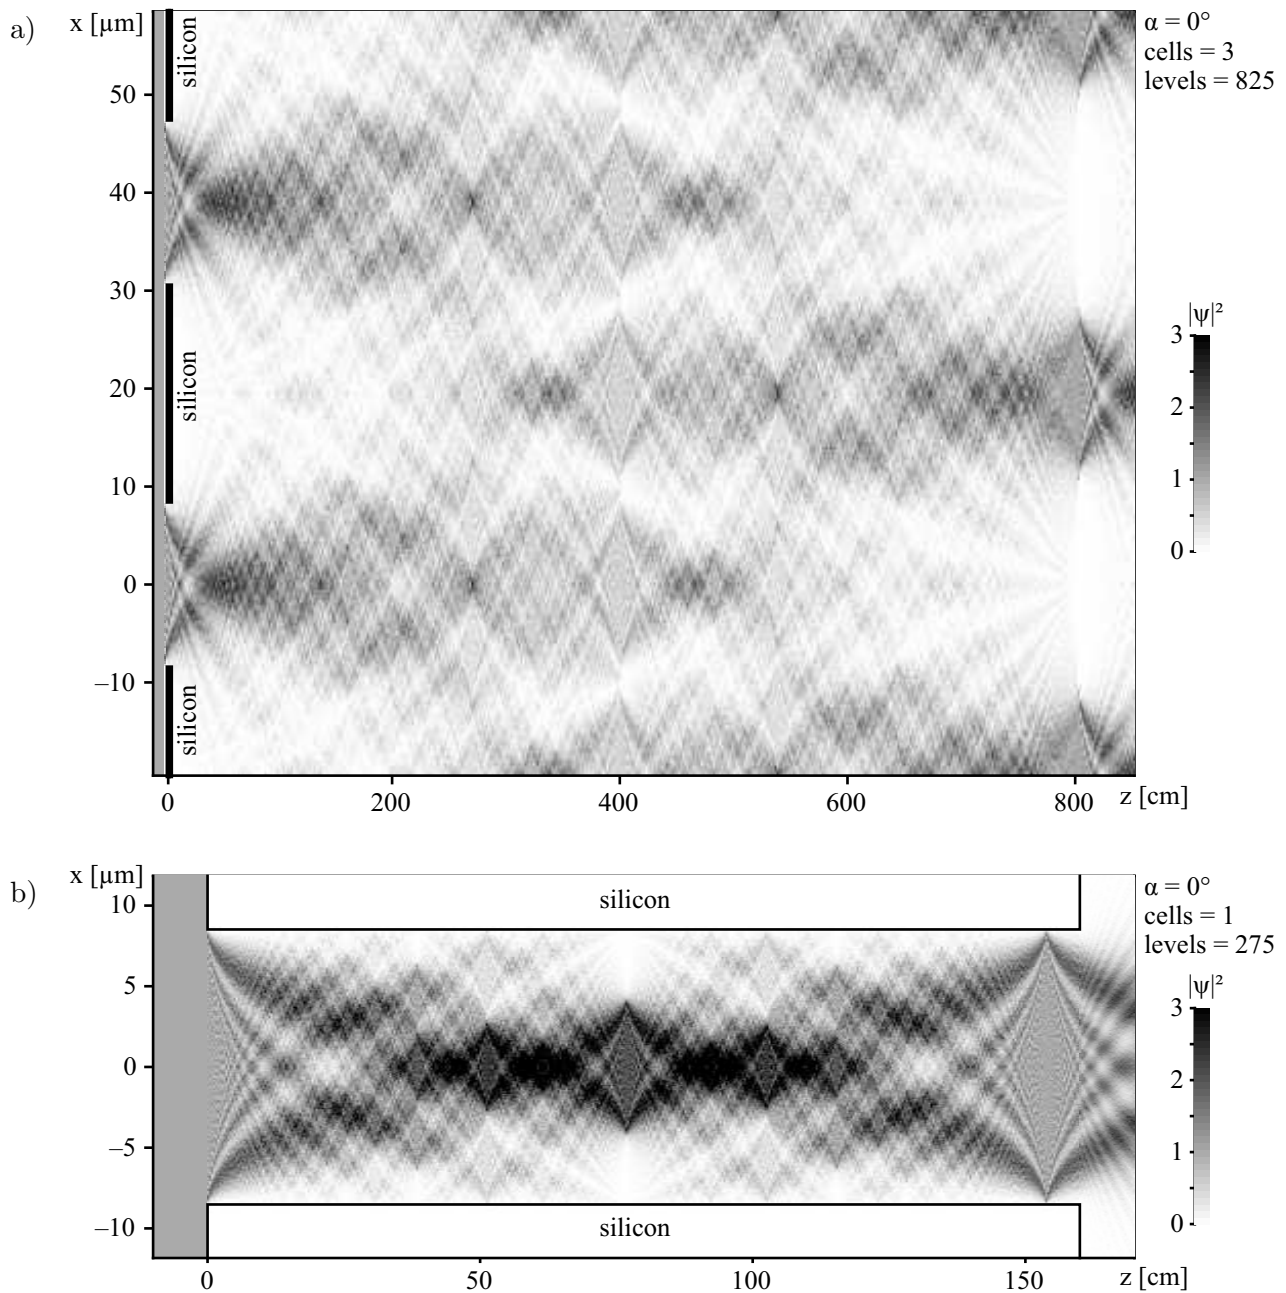 a)
x [µm]
50
40
30
20
10
0
–10
silicon
silicon
silicon
0
200
400
600
800
z [cm]
α = 0°
cells = 3
levels = 825
|ψ|²
3
2
1
0
b)
x [µm]
10
5
0
–5
–10
silicon
silicon
0
50
100
150
z [cm]
α = 0°
cells = 1
levels = 275
|ψ|²
3
2
1
0